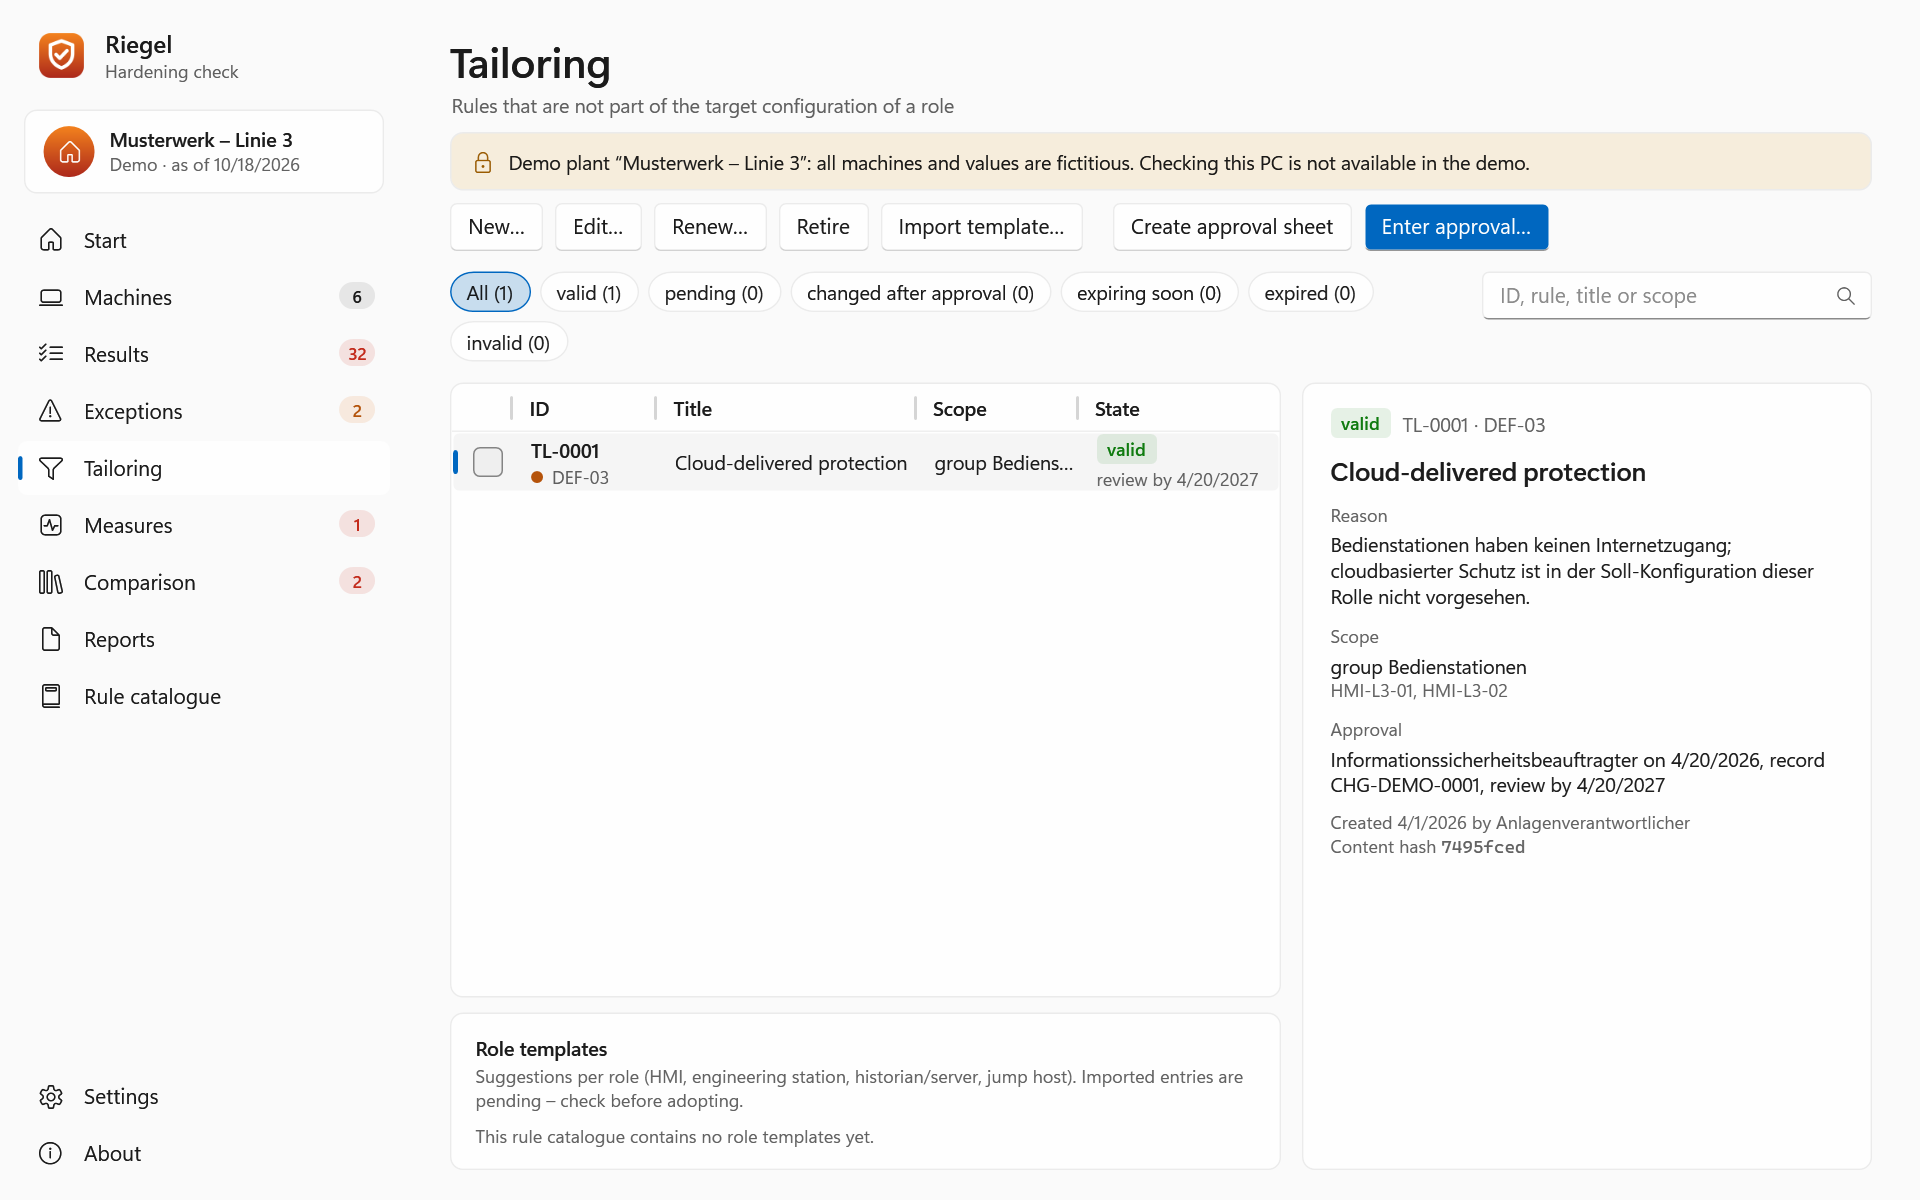 Riegel
Hardening check
Musterwerk – Linie 3
Demo · as of 10/18/2026
Start
Machines 6
Results 32
Exceptions 2
Tailoring
Measures 1
Comparison 2
Reports
Rule catalogue
Settings
About
Tailoring
Rules that are not part of the target configuration of a role
Demo plant “Musterwerk – Linie 3”: all machines and values are fictitious. Checking this PC is not available in the demo.
New... Edit... Renew... Retire Import template... Create approval sheet Enter approval...
All (1) valid (1) pending (0) changed after approval (0) expiring soon (0) expired (0)
ID, rule, title or scope
invalid (0)
ID Title Scope State
TL-0001 Cloud-delivered protection group Bediens... valid
DEF-03 review by 4/20/2027
Role templates
Suggestions per role (HMI, engineering station, historian/server, jump host). Imported entries are
pending – check before adopting.
This rule catalogue contains no role templates yet.
valid TL-0001 · DEF-03
Cloud-delivered protection
Reason
Bedienstationen haben keinen Internetzugang;
cloudbasierter Schutz ist in der Soll-Konfiguration dieser
Rolle nicht vorgesehen.
Scope
group Bedienstationen
HMI-L3-01, HMI-L3-02
Approval
Informationssicherheitsbeauftragter on 4/20/2026, record
CHG-DEMO-0001, review by 4/20/2027
Created 4/1/2026 by Anlagenverantwortlicher
Content hash 7495fced